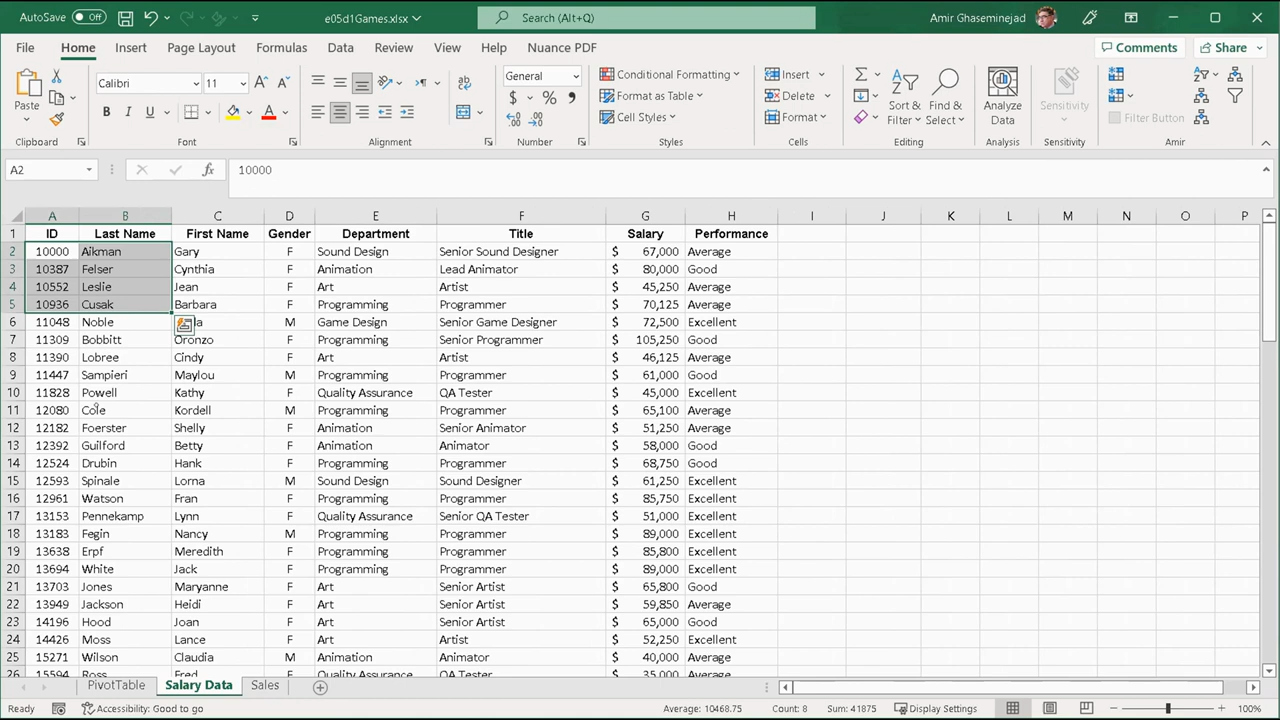 AutoSave Off e05d1Games.xlsx Search (Alt+Q) Amir Ghaseminejad
File Home Insert Page Layout Formulas Data Review View Help Nuance PDF Comments Share
Paste Calibri 11 General Conditional Formatting Format as Table Cell Styles Insert Delete Format Sort & Filter Find & Select Analyze Data Sensitivity Filter Button
Clipboard Font Alignment Number Styles Cells Editing Analysis Sensitivity Amir
A2 fx 10000
A B C D E F G H I J K L M N O P
1 ID Last Name First Name Gender Department Title Salary Performance
2 10000 Aikman Gary F Sound Design Senior Sound Designer $ 67,000 Average
3 10387 Felser Cynthia F Animation Lead Animator $ 80,000 Good
4 10552 Leslie Jean F Art Artist $ 45,250 Average
5 10936 Cusak Barbara F Programming Programmer $ 70,125 Average
6 11048 Noble M Game Design Senior Game Designer $ 72,500 Excellent
7 11309 Bobbitt Oronzo F Programming Senior Programmer $ 105,250 Good
8 11390 Lobree Cindy F Art Artist $ 46,125 Average
9 11447 Sampieri Maylou M Programming Programmer $ 61,000 Good
10 11828 Powell Kathy F Quality Assurance QA Tester $ 45,000 Excellent
11 12080 Cole Kordell M Programming Programmer $ 65,100 Average
12 12182 Foerster Shelly F Animation Senior Animator $ 51,250 Average
13 12392 Guilford Betty F Animation Animator $ 58,000 Good
14 12524 Drubin Hank F Programming Programmer $ 68,750 Good
15 12593 Spinale Lorna M Sound Design Sound Designer $ 61,250 Good
16 12961 Watson Fran F Programming Programmer $ 85,750 Excellent
17 13153 Pennekamp Lynn F Quality Assurance Senior QA Tester $ 51,000 Excellent
18 13183 Fegin Nancy M Programming Programmer $ 89,000 Excellent
19 13638 Erpf Meredith F Programming Programmer $ 85,800 Excellent
20 13694 White Jack F Programming Programmer $ 89,000 Excellent
21 13703 Jones Maryanne F Art Senior Artist $ 65,800 Good
22 13949 Jackson Heidi F Art Senior Artist $ 59,850 Average
23 14196 Hood Joan F Art Senior Artist $ 65,000 Good
24 14426 Moss Lance F Art Artist $ 52,250 Excellent
25 15271 Wilson Claudia M Animation Animator $ 40,000 Average
26 15594 Ross Fred F Quality Assurance QA Tester $ 35,000 Average
PivotTable Salary Data Sales
Ready Accessibility: Good to go Average: 10468.75 Count: 8 Sum: 41875 Display Settings 100%